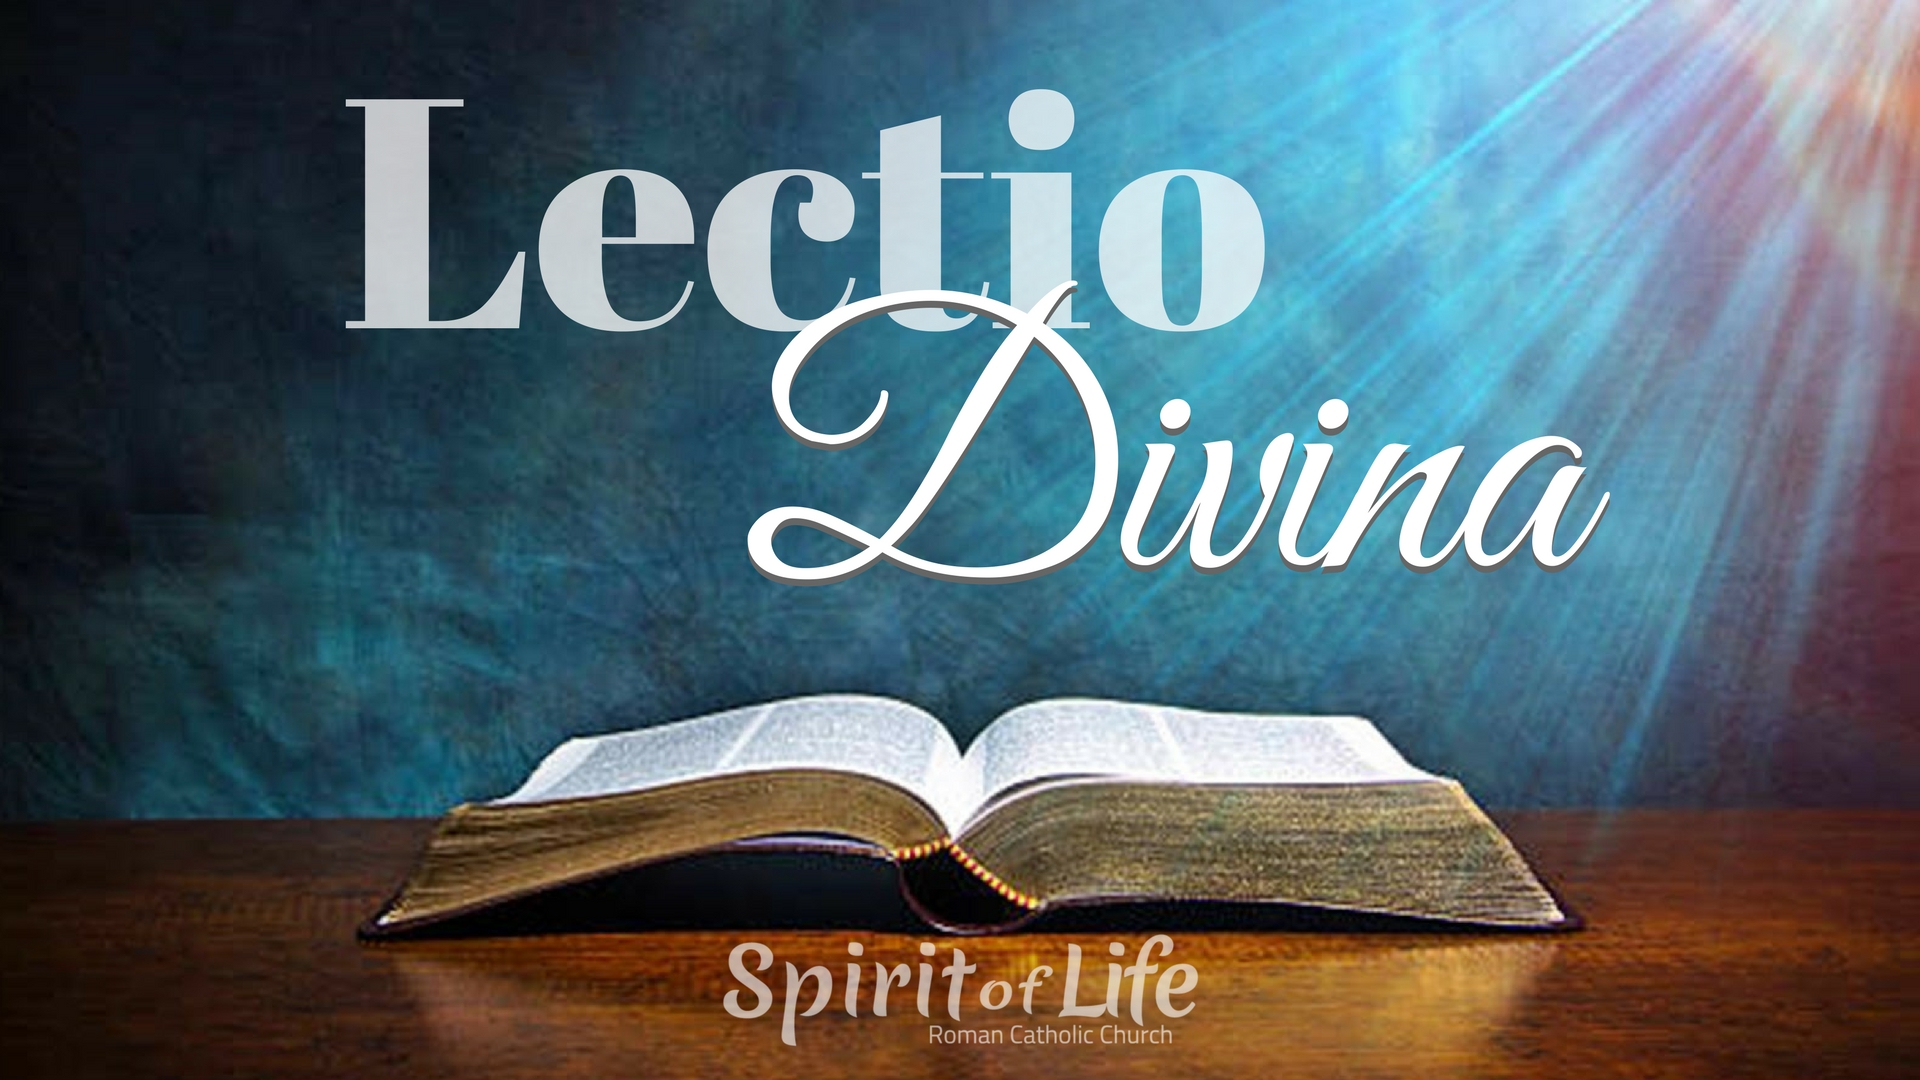 Lectio
Divina
Spirit of Life
Roman Catholic Church